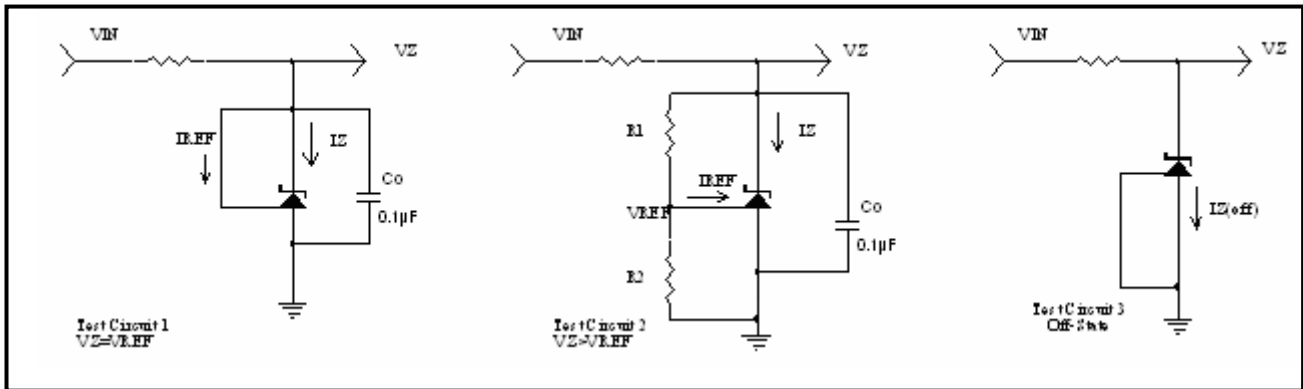 VIN
VZ
IREF
IZ
Co
0.1µF
Test Circuit 1
VZ=VREF
VIN
VZ
R1
IZ
IREF
VREF
Co
0.1µF
R2
Test Circuit 2
VZ>VREF
VIN
VZ
IZ(off)
Test Circuit 3
Off-State